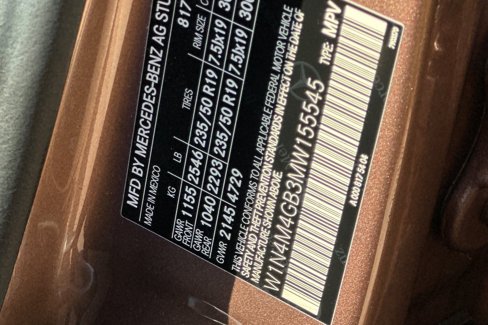 MFD BY MERCEDES-BENZ AG STU
MADE IN MEXICO 817
KG LB TIRES RIM SIZE C
GAWR FRONT 1155 2546 235/50 R19 7.5Jx19 300
GAWR REAR 1040 2293 235/50 R19 7.5Jx19 300
GVWR 2145 4729
THIS VEHICLE CONFORMS TO ALL APPLICABLE FEDERAL MOTOR VEHICLE
SAFETY AND THEFT PREVENTION STANDARDS IN EFFECT ON THE DATE OF
MANUFACTURE SHOWN ABOVE
W1N4M4GB3MW155545 TYPE: MPV